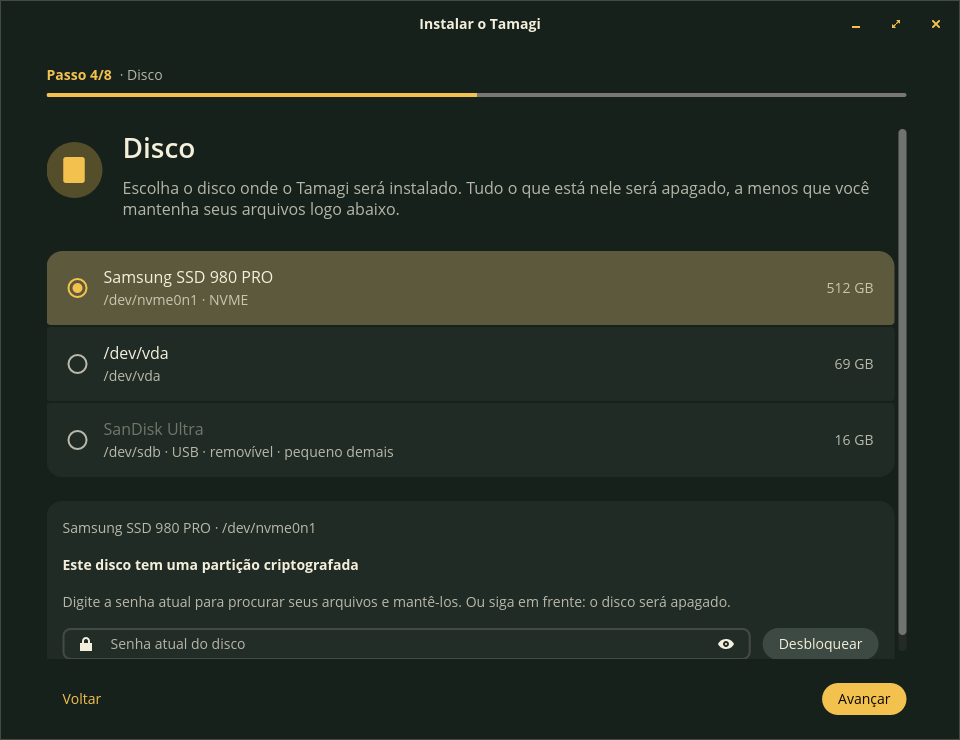 Instalar o Tamagi
Passo 4/8 · Disco
Disco
Escolha o disco onde o Tamagi será instalado. Tudo o que está nele será apagado, a menos que você
mantenha seus arquivos logo abaixo.
Samsung SSD 980 PRO
/dev/nvme0n1 · NVME
512 GB
/dev/vda
/dev/vda
69 GB
SanDisk Ultra
/dev/sdb · USB · removível · pequeno demais
16 GB
Samsung SSD 980 PRO · /dev/nvme0n1
Este disco tem uma partição criptografada
Digite a senha atual para procurar seus arquivos e mantê-los. Ou siga em frente: o disco será apagado.
Senha atual do disco
Desbloquear
Voltar
Avançar